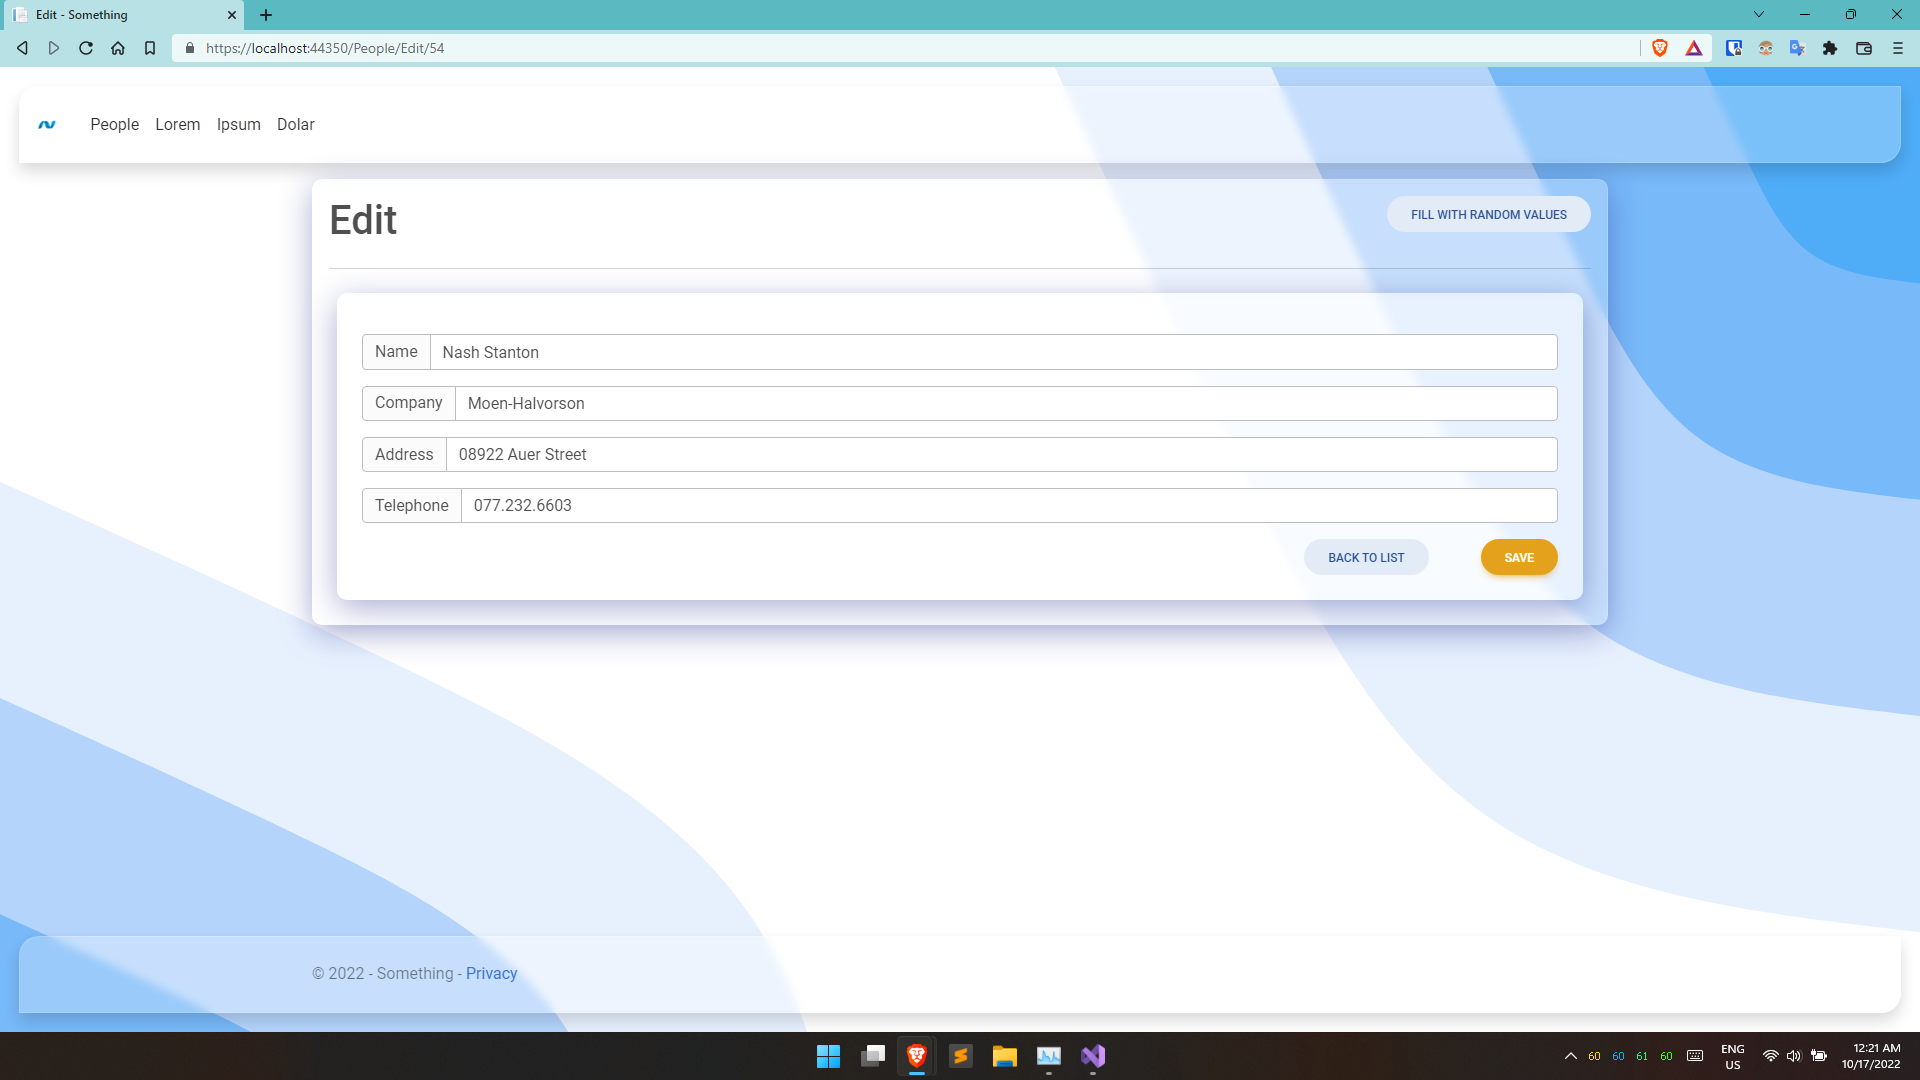 Edit - Something
https://localhost:44350/People/Edit/54
People Lorem Ipsum Dolar
Edit
FILL WITH RANDOM VALUES
Name Nash Stanton
Company Moen-Halvorson
Address 08922 Auer Street
Telephone 077.232.6603
BACK TO LIST SAVE
© 2022 - Something - Privacy
60 60 61 60
ENG
US
12:21 AM
10/17/2022